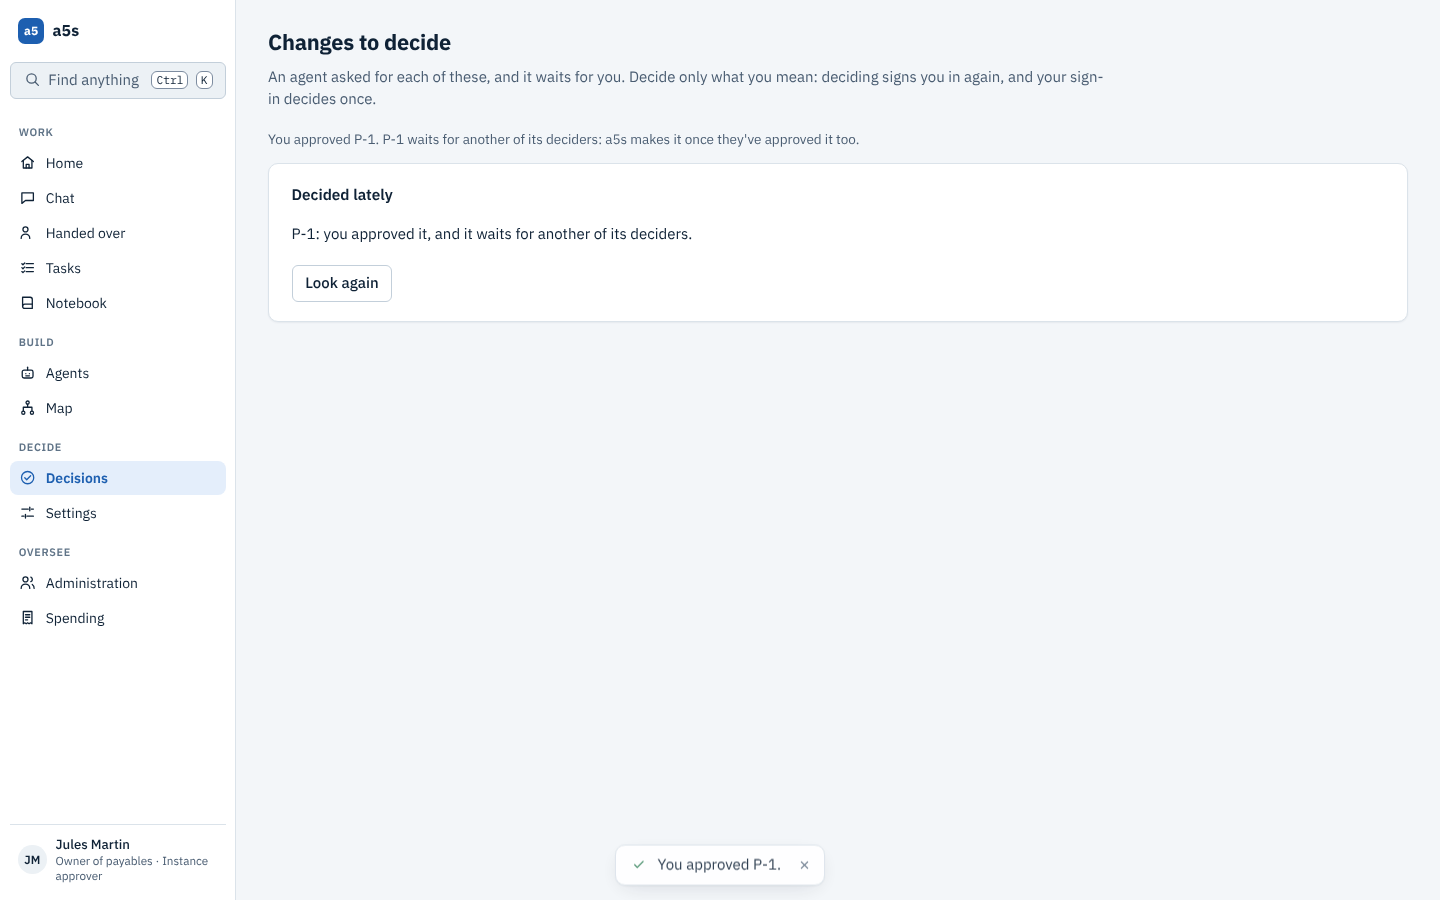 a5 a5s
Find anything Ctrl K
WORK
Home
Chat
Handed over
Tasks
Notebook
BUILD
Agents
Map
DECIDE
Decisions
Settings
OVERSEE
Administration
Spending
JM
Jules Martin
Owner of payables · Instance
approver
Changes to decide
An agent asked for each of these, and it waits for you. Decide only what you mean: deciding signs you in again, and your sign-
in decides once.
You approved P-1. P-1 waits for another of its deciders: a5s makes it once they've approved it too.
Decided lately
P-1: you approved it, and it waits for another of its deciders.
Look again
You approved P-1.